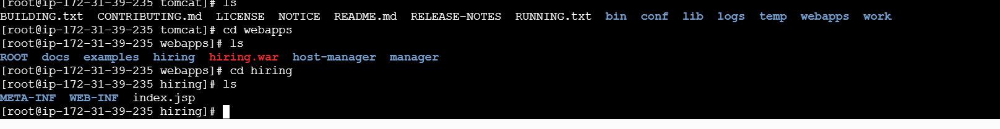 [root@ip-172-31-39-235 tomcat]# ls
BUILDING.txt  CONTRIBUTING.md  LICENSE  NOTICE  README.md  RELEASE-NOTES  RUNNING.txt  bin  conf  lib  logs  temp  webapps  work
[root@ip-172-31-39-235 tomcat]# cd webapps
[root@ip-172-31-39-235 webapps]# ls
ROOT  docs  examples  hiring  hiring.war  host-manager  manager
[root@ip-172-31-39-235 webapps]# cd hiring
[root@ip-172-31-39-235 hiring]# ls
META-INF  WEB-INF  index.jsp
[root@ip-172-31-39-235 hiring]#